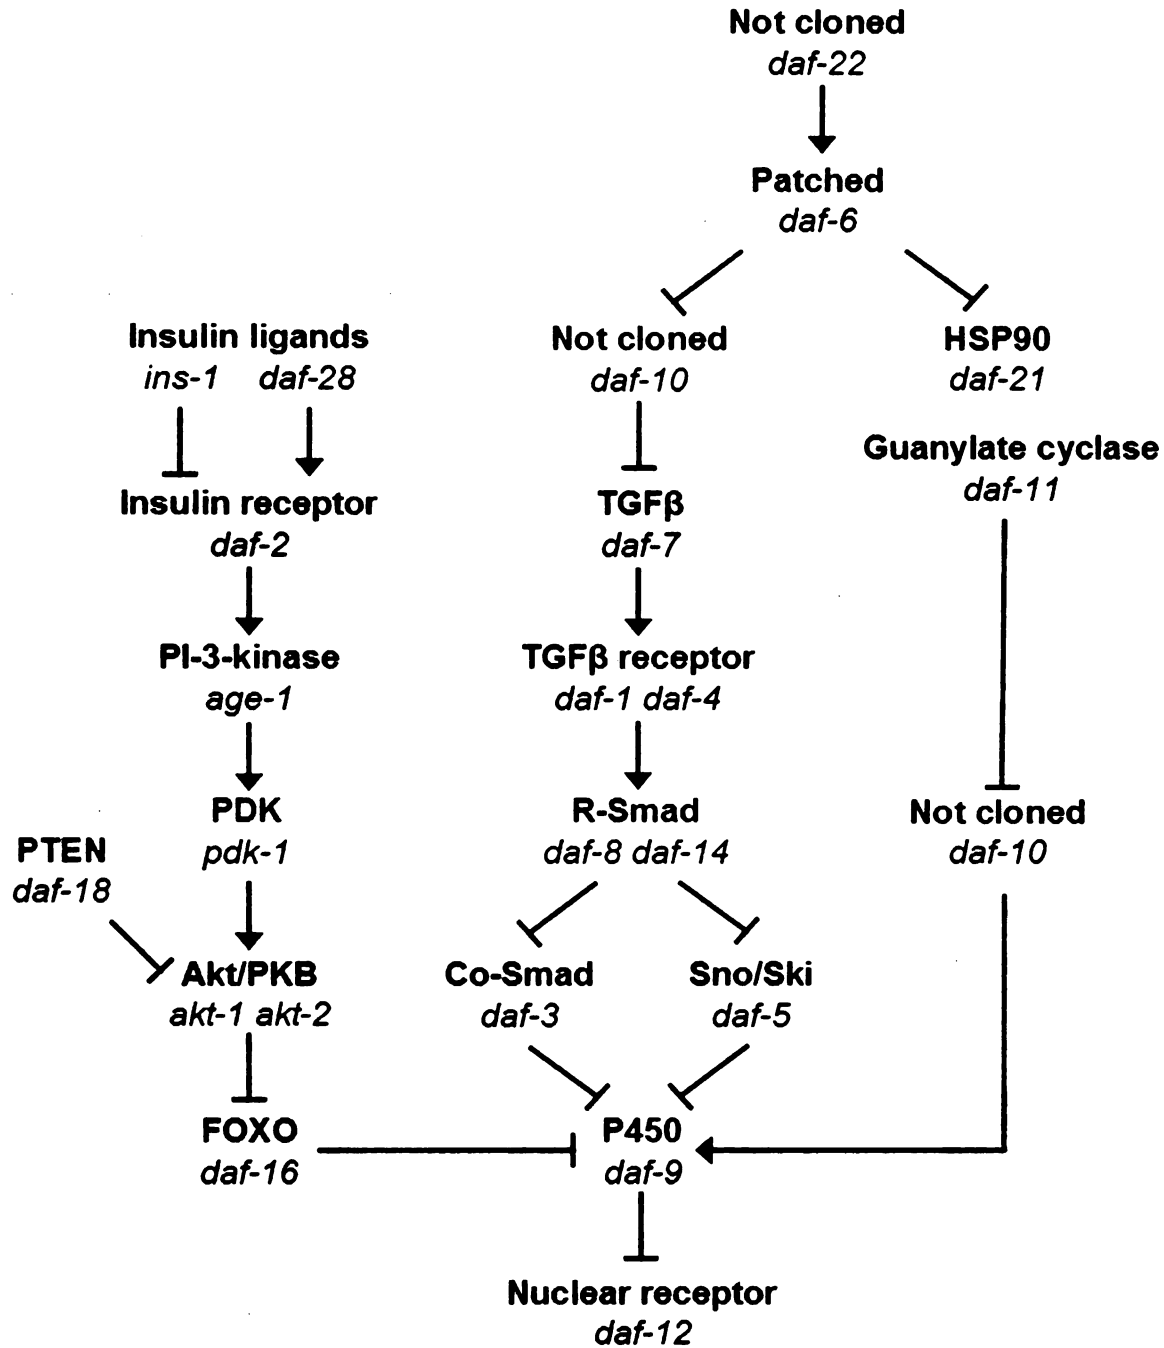 Not cloned
daf-22
Patched
daf-6
Insulin ligands
ins-1 daf-28
Not cloned
daf-10
HSP90
daf-21
Guanylate cyclase
daf-11
Insulin receptor
daf-2
TGFβ
daf-7
PI-3-kinase
age-1
TGFβ receptor
daf-1 daf-4
PDK
pdk-1
PTEN
daf-18
R-Smad
daf-8 daf-14
Not cloned
daf-10
Akt/PKB
akt-1 akt-2
Co-Smad
daf-3
Sno/Ski
daf-5
FOXO
daf-16
P450
daf-9
Nuclear receptor
daf-12